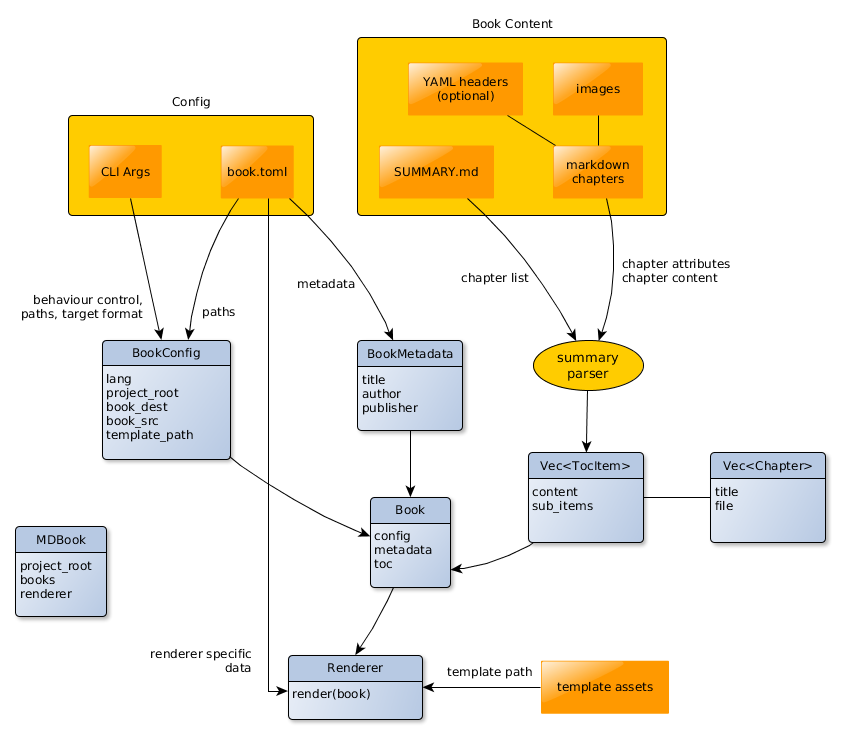 Book Content
YAML headers
(optional)
images
Config
CLI Args
book.toml
SUMMARY.md
markdown
chapters
chapter list
chapter attributes
chapter content
metadata
behaviour control,
paths, target format
paths
BookConfig
lang
project_root
book_dest
book_src
template_path
BookMetadata
title
author
publisher
summary
parser
Vec<TocItem>
content
sub_items
Vec<Chapter>
title
file
Book
config
metadata
toc
MDBook
project_root
books
renderer
renderer specific
data
Renderer
render(book)
template path
template assets